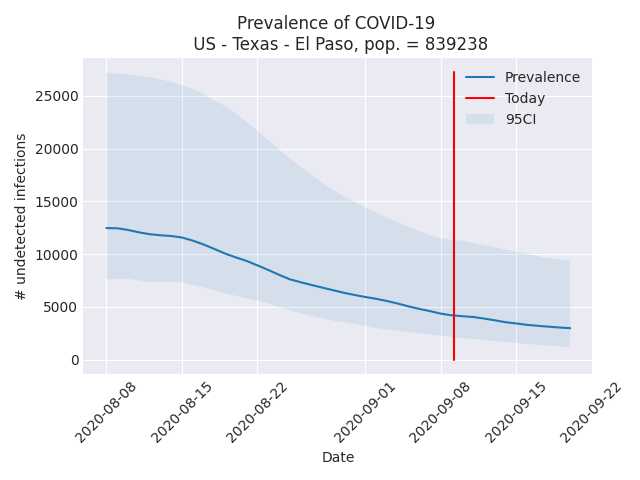 Prevalence of COVID-19
US - Texas - El Paso, pop. = 839238
Prevalence
Today
95CI
# undetected infections
25000
20000
15000
10000
5000
0
2020-08-08
2020-08-15
2020-08-22
2020-09-01
2020-09-08
2020-09-15
2020-09-22
Date